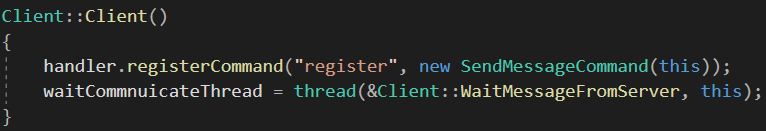 Client::Client()
{
handler.registerCommand("register", new SendMessageCommand(this));
waitCommnuicateThread = thread(&Client::WaitMessageFromServer, this);
}